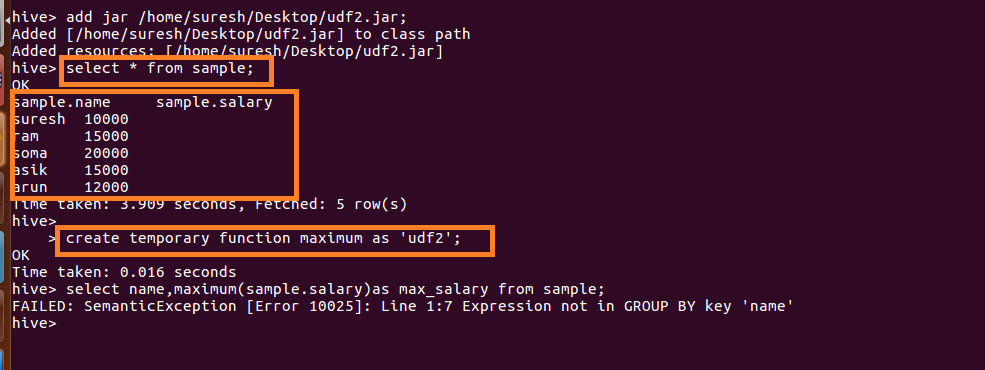 hive> add jar /home/suresh/Desktop/udf2.jar;
Added [/home/suresh/Desktop/udf2.jar] to class path
Added resources: [/home/suresh/Desktop/udf2.jar]
hive> select * from sample;
OK
sample.name sample.salary
suresh 10000
ram 15000
soma 20000
asik 15000
arun 12000
Time taken: 3.909 seconds, Fetched: 5 row(s)
hive>
> create temporary function maximum as 'udf2';
OK
Time taken: 0.016 seconds
hive> select name,maximum(sample.salary)as max_salary from sample;
FAILED: SemanticException [Error 10025]: Line 1:7 Expression not in GROUP BY key 'name'
hive>